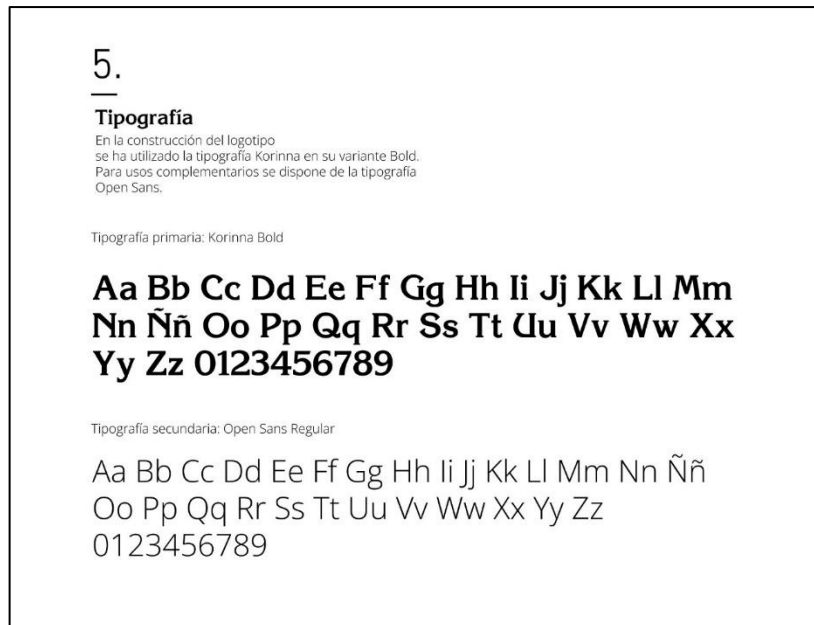 5.
Tipografía
En la construcción del logotipo
se ha utilizado la tipografía Korinna en su variante Bold.
Para usos complementarios se dispone de la tipografía
Open Sans.
Tipografía primaria: Korinna Bold
Aa Bb Cc Dd Ee Ff Gg Hh Ii Jj Kk Ll Mm
Nn Ññ Oo Pp Qq Rr Ss Tt Uu Vv Ww Xx
Yy Zz 0123456789
Tipografía secundaria: Open Sans Regular
Aa Bb Cc Dd Ee Ff Gg Hh Ii Jj Kk Ll Mm Nn Ññ
Oo Pp Qq Rr Ss Tt Uu Vv Ww Xx Yy Zz
0123456789